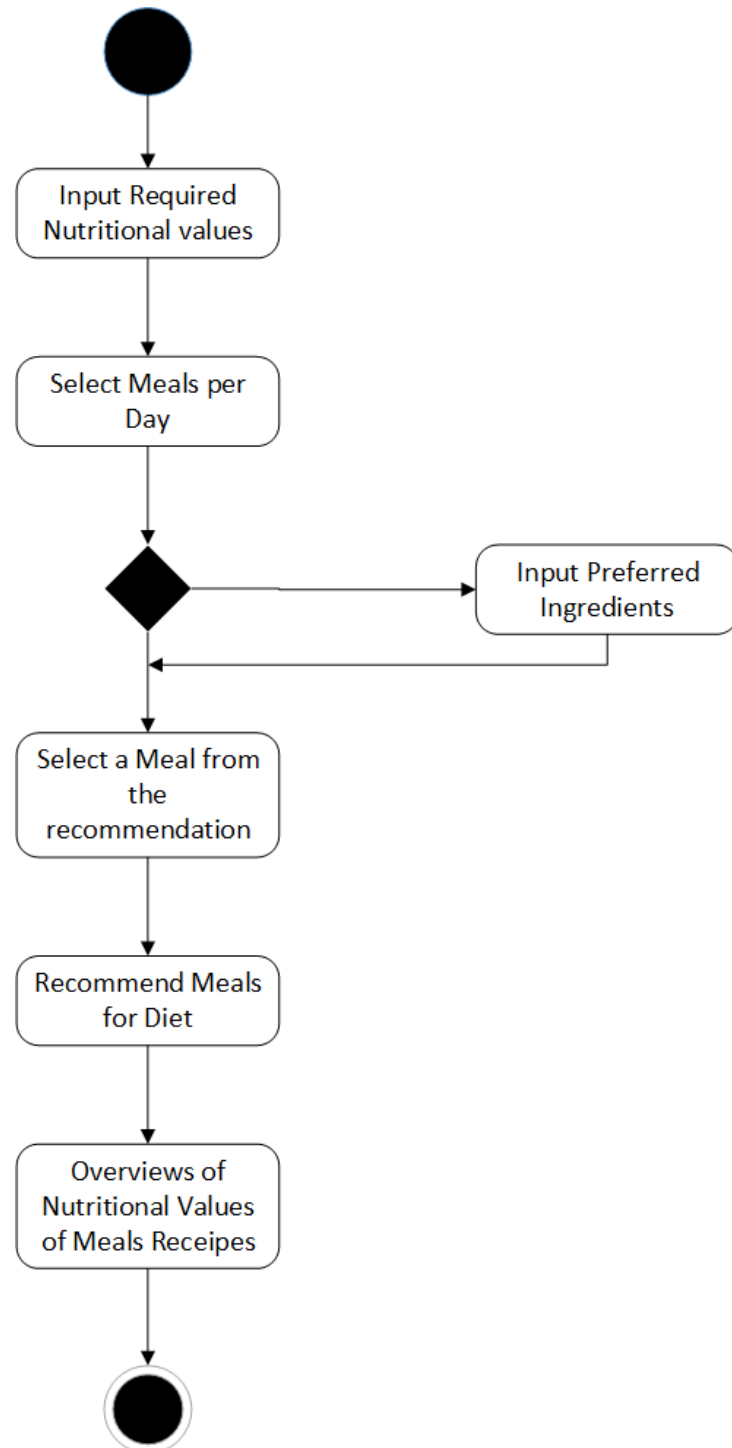 Input Required
Nutritional values
Select Meals per
Day
Input Preferred
Ingredients
Select a Meal from
the
recommendation
Recommend Meals
for Diet
Overviews of
Nutritional Values
of Meals Receipes